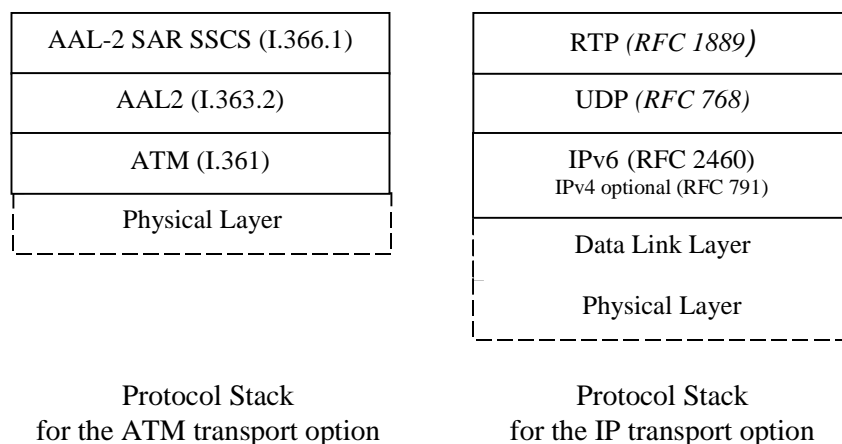 AAL-2 SAR SSCS (I.366.1)
AAL2 (I.363.2)
ATM (I.361)
Physical Layer
Protocol Stack
for the ATM transport option
RTP (RFC 1889)
UDP (RFC 768)
IPv6 (RFC 2460)
IPv4 optional (RFC 791)
Data Link Layer
Physical Layer
Protocol Stack
for the IP transport option